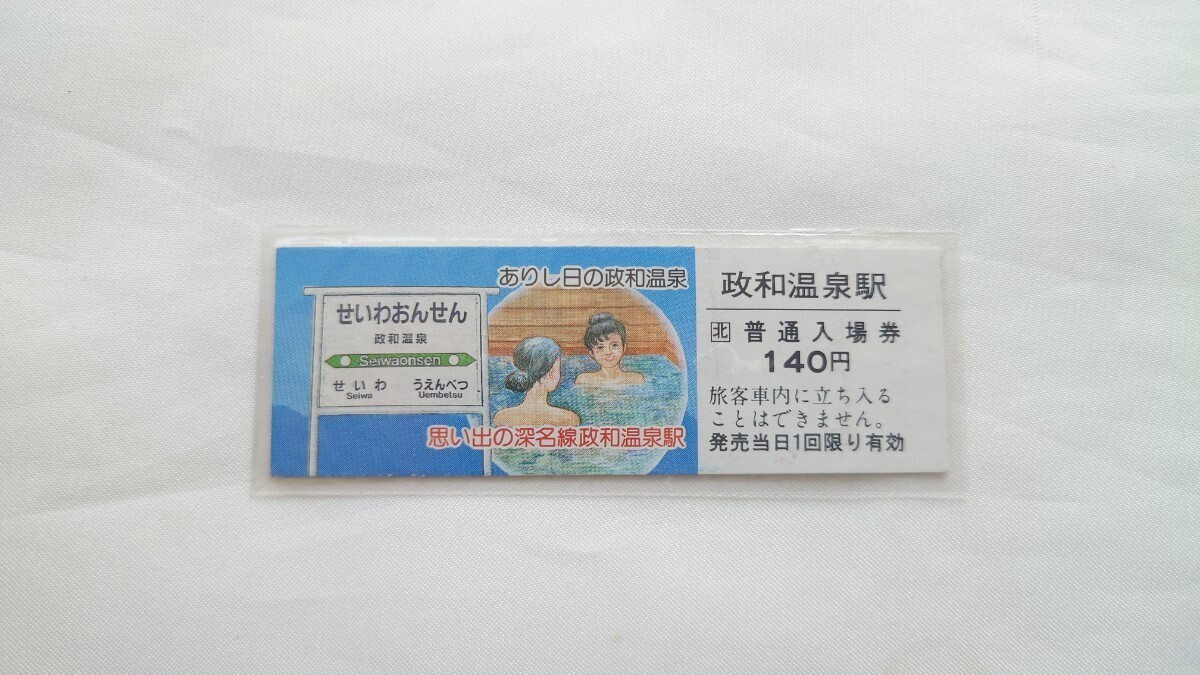 ありし日の政和温泉
せいわおんせん
政和温泉
Seiwaonsen
せいわ うえんべつ
Seiwa Uembetsu
思い出の深名線政和温泉駅
政和温泉駅
北 普通入場券
140円
旅客車内に立ち入る
ことはできません。
発売当日1回限り有効